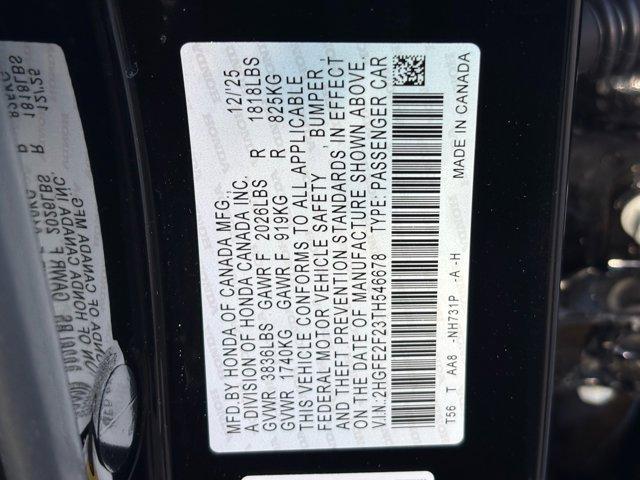 MFD.BY HONDA OF CANADA MFG., 12/25
A DIVISION OF HONDA CANADA INC.
GVWR 3836LBS GAWR F 2026LBS R 1818LBS
GVWR 1740KG GAWR F 919KG R 825KG
THIS VEHICLE CONFORMS TO ALL APPLICABLE
FEDERAL MOTOR VEHICLE SAFETY , BUMPER ,
AND THEFT PREVENTION STANDARDS IN EFFECT
ON THE DATE OF MANUFACTURE SHOWN ABOVE.
V.I.N. 2HGFE2F23TH546678 TYPE: PASSENGER CAR
T56 T AA8 -NH731P -A -H MADE IN CANADA